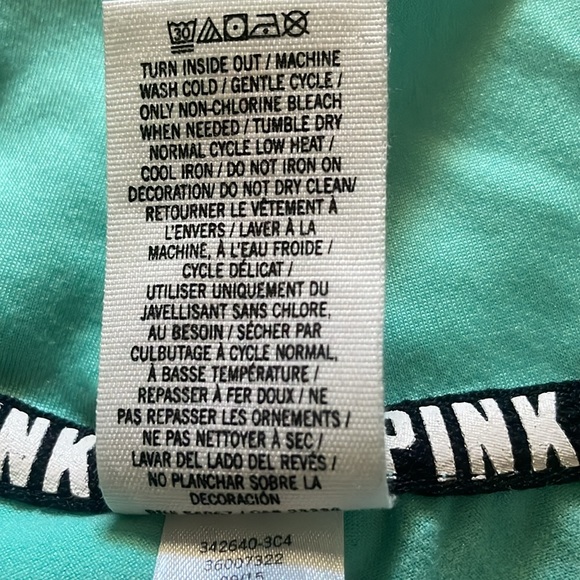 30
TURN INSIDE OUT / MACHINE
WASH COLD / GENTLE CYCLE /
ONLY NON-CHLORINE BLEACH
WHEN NEEDED / TUMBLE DRY
NORMAL CYCLE LOW HEAT /
COOL IRON / DO NOT IRON ON
DECORATION/ DO NOT DRY CLEAN/
RETOURNER LE VÊTEMENT À
L'ENVERS / LAVER À LA
MACHINE, À L'EAU FROIDE /
CYCLE DÉLICAT /
UTILISER UNIQUEMENT DU
JAVELLISANT SANS CHLORE,
AU BESOIN / SÉCHER PAR
CULBUTAGE À CYCLE NORMAL,
À BASSE TEMPÉRATURE /
REPASSER À FER DOUX / NE
PAS REPASSER LES ORNEMENTS /
NE PAS NETTOYER À SEC /
LAVAR DEL LADO DEL REVÉS /
NO PLANCHAR SOBRE LA
DECORACIÓN
NK PINK
342640-3C4
36007322